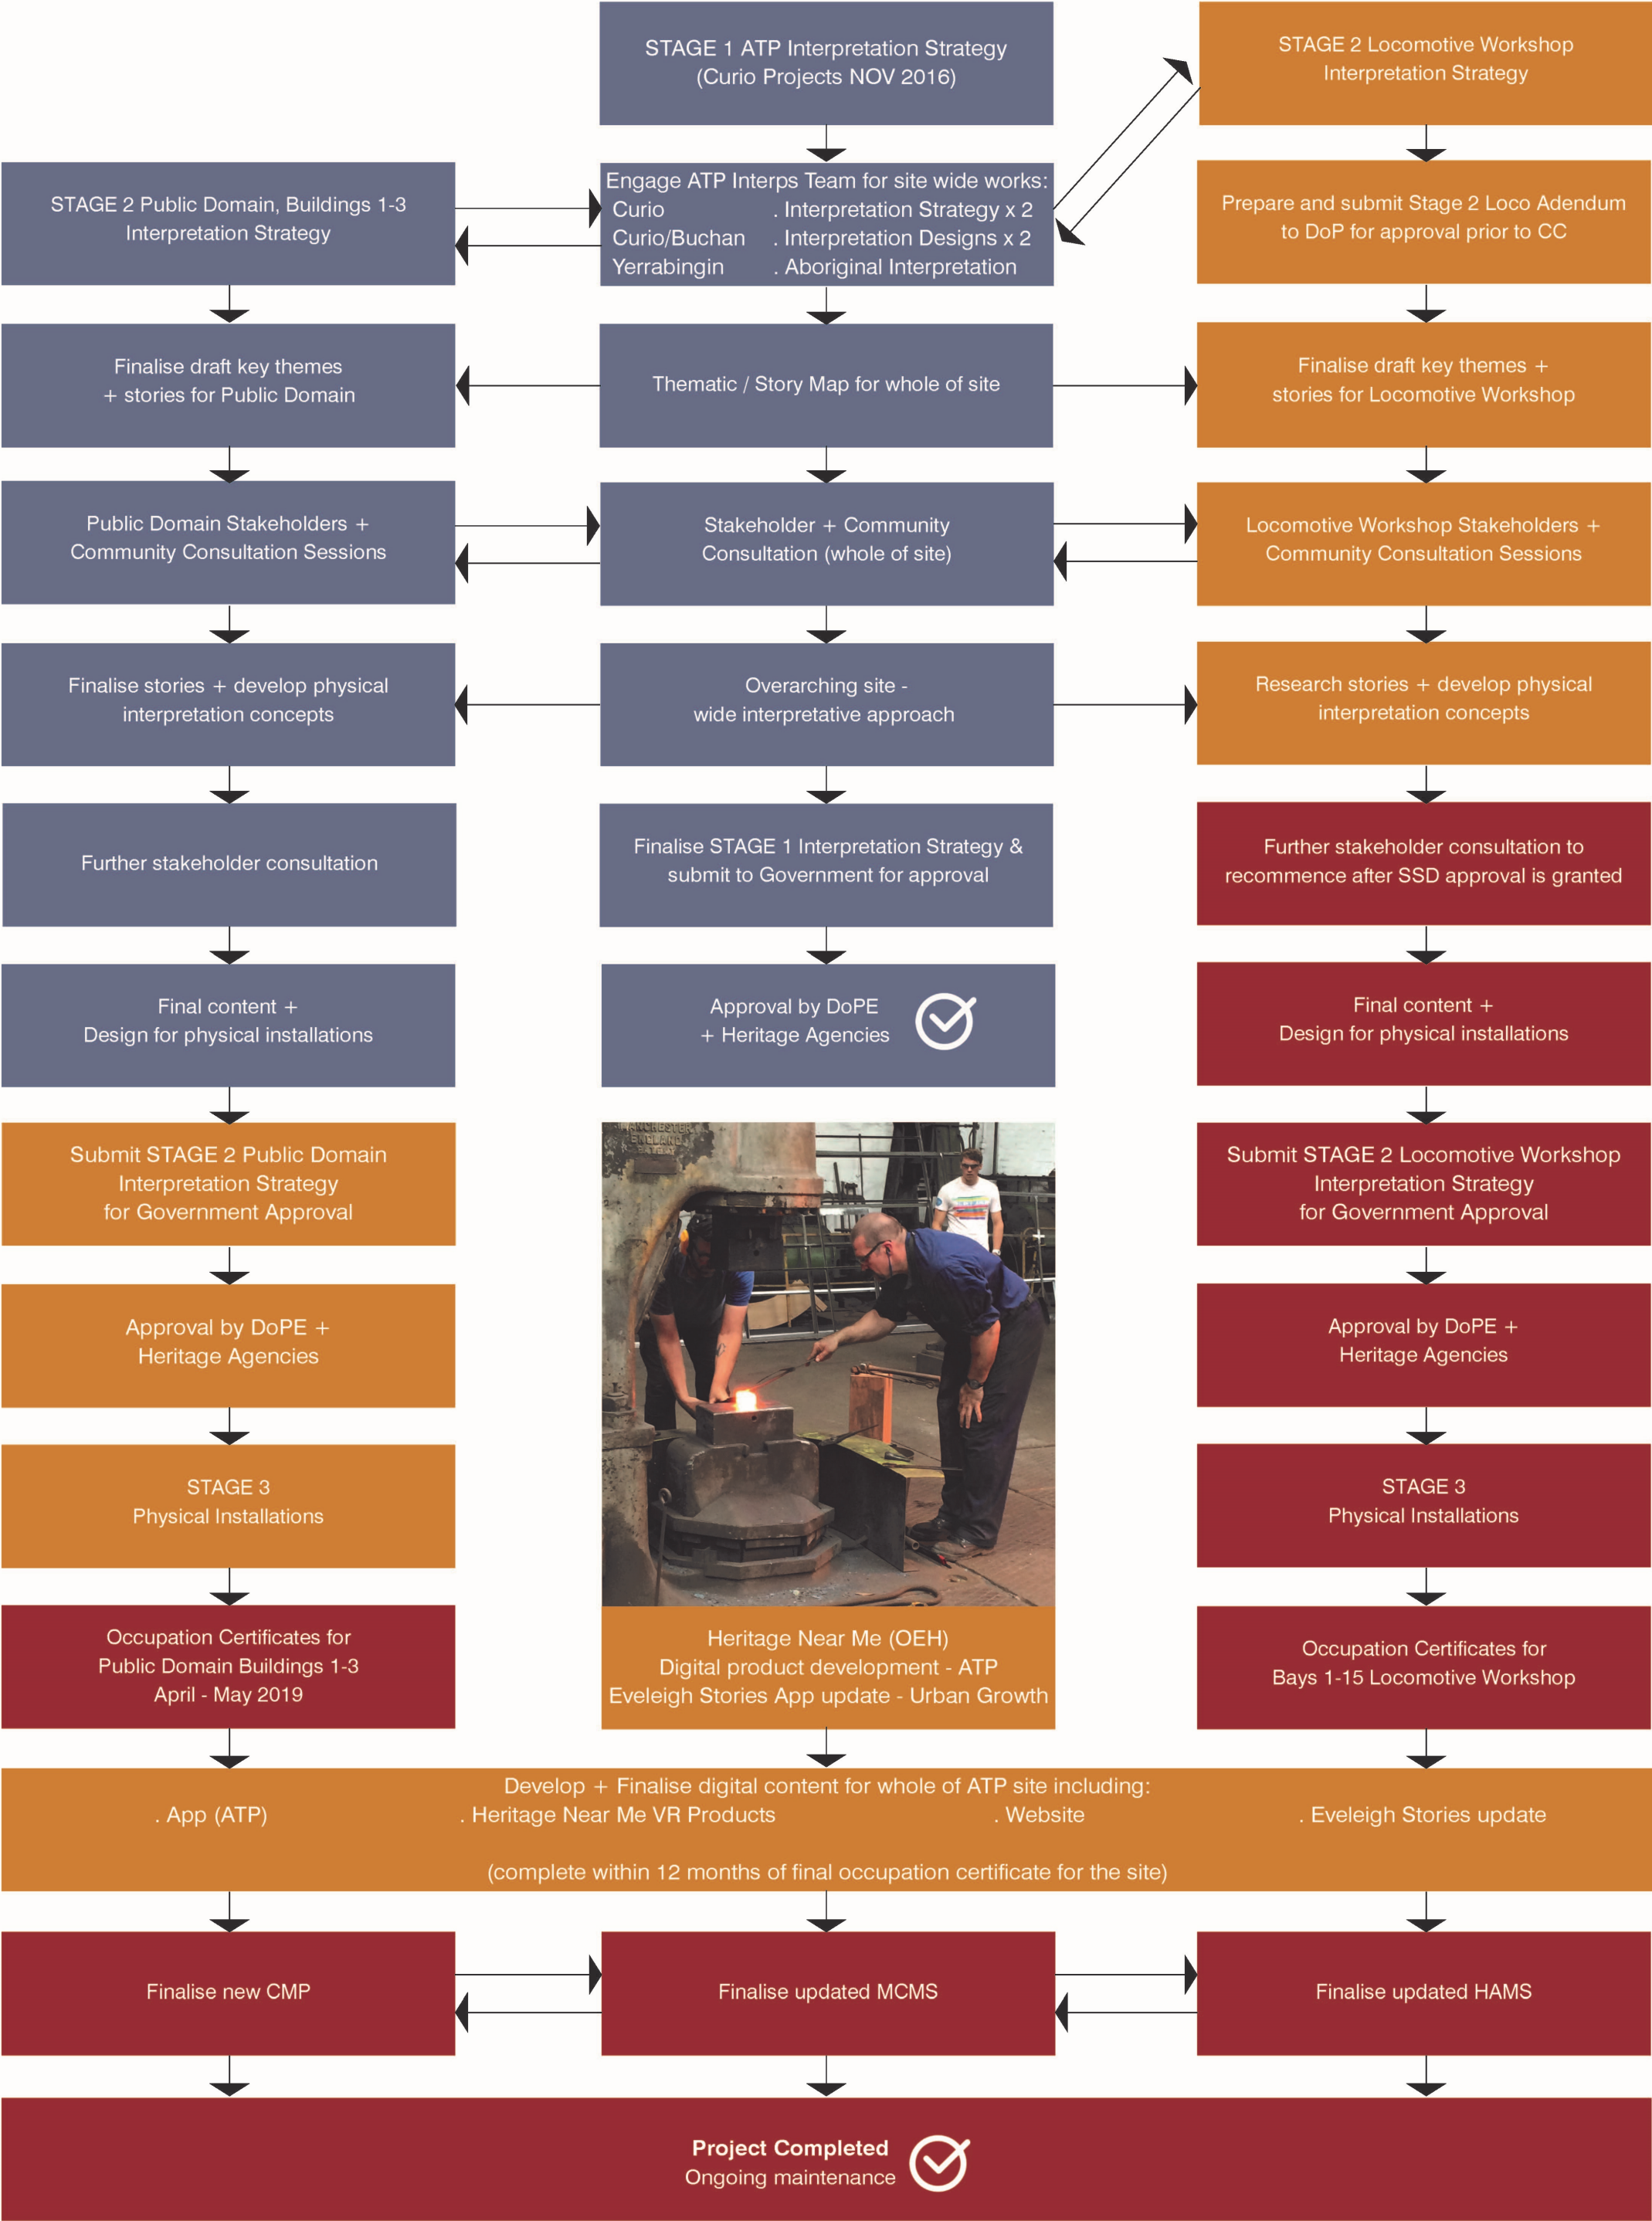 STAGE 1 ATP Interpretation Strategy
(Curio Projects NOV 2016)
STAGE 2 Locomotive Workshop
Interpretation Strategy
STAGE 2 Public Domain, Buildings 1-3
Interpretation Strategy
Engage ATP Interps Team for site wide works:
Curio . Interpretation Strategy x 2
Curio/Buchan . Interpretation Designs x 2
Yerrabingin . Aboriginal Interpretation
Prepare and submit Stage 2 Loco Adendum
to DoP for approval prior to CC
Finalise draft key themes
+ stories for Public Domain
Thematic / Story Map for whole of site
Finalise draft key themes +
stories for Locomotive Workshop
Public Domain Stakeholders +
Community Consultation Sessions
Stakeholder + Community
Consultation (whole of site)
Locomotive Workshop Stakeholders +
Community Consultation Sessions
Finalise stories + develop physical
interpretation concepts
Overarching site -
wide interpretative approach
Research stories + develop physical
interpretation concepts
Further stakeholder consultation
Finalise STAGE 1 Interpretation Strategy &
submit to Government for approval
Further stakeholder consultation to
recommence after SSD approval is granted
Final content +
Design for physical installations
Approval by DoPE
+ Heritage Agencies
Final content +
Design for physical installations
Submit STAGE 2 Public Domain
Interpretation Strategy
for Government Approval
ENGLAND
Submit STAGE 2 Locomotive Workshop
Interpretation Strategy
for Government Approval
Approval by DoPE +
Heritage Agencies
Approval by DoPE +
Heritage Agencies
STAGE 3
Physical Installations
STAGE 3
Physical Installations
Occupation Certificates for
Public Domain Buildings 1-3
April - May 2019
Heritage Near Me (OEH)
Digital product development - ATP
Eveleigh Stories App update - Urban Growth
Occupation Certificates for
Bays 1-15 Locomotive Workshop
Develop + Finalise digital content for whole of ATP site including:
. App (ATP) . Heritage Near Me VR Products . Website . Eveleigh Stories update
(complete within 12 months of final occupation certificate for the site)
Finalise new CMP
Finalise updated MCMS
Finalise updated HAMS
Project Completed
Ongoing maintenance